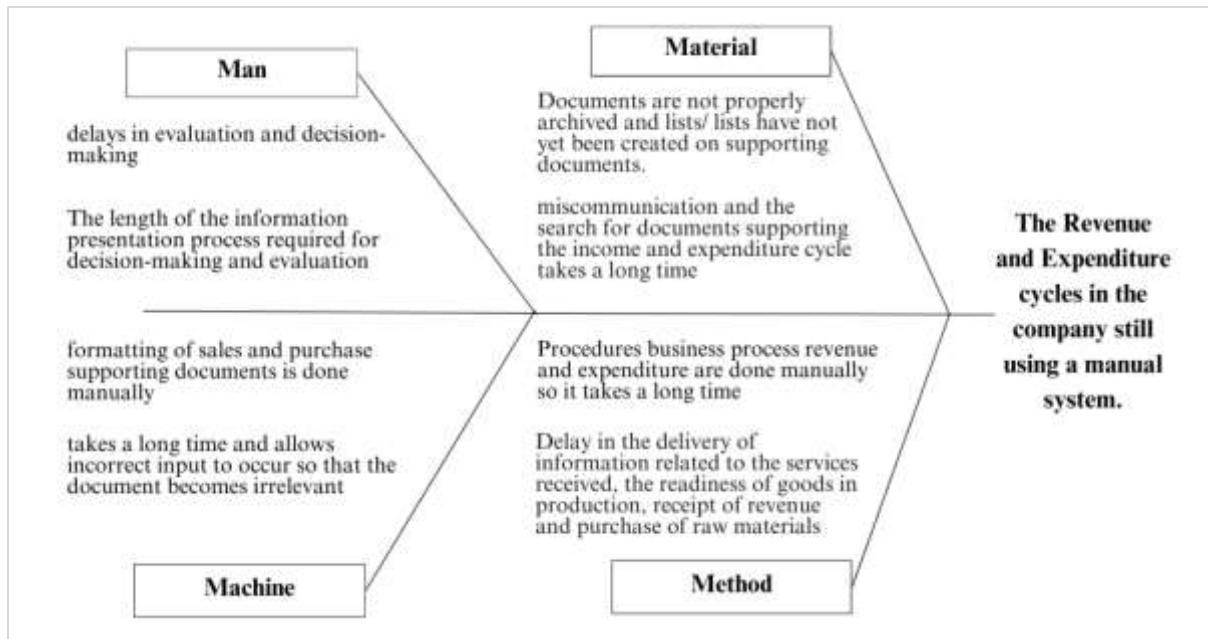 Man
delays in evaluation and decision-
making
The length of the information
presentation process required for
decision-making and evaluation
Material
Documents are not properly
archived and lists/ lists have not
yet been created on supporting
documents.
miscommunication and the
search for documents supporting
the income and expenditure cycle
takes a long time
formatting of sales and purchase
supporting documents is done
manually
takes a long time and allows
incorrect input to occur so that the
document becomes irrelevant
Machine
Procedures business process revenue
and expenditure are done manually
so it takes a long time
Delay in the delivery of
information related to the services
received, the readiness of goods in
production, receipt of revenue
and purchase of raw materials
Method
The Revenue
and Expenditure
cycles in the
company still
using a manual
system.